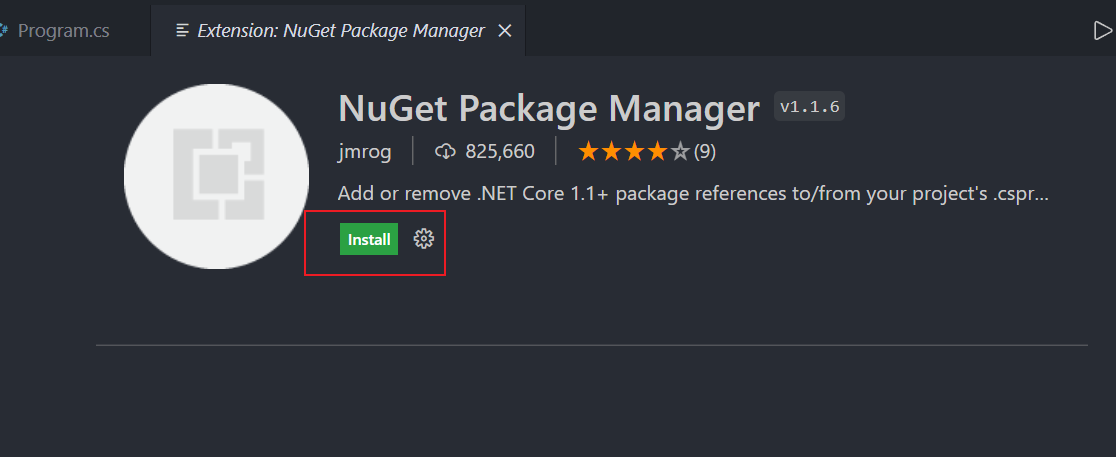 Program.cs
Extension: NuGet Package Manager
NuGet Package Manager v1.1.6
jmrog 825,660 (9)
Add or remove .NET Core 1.1+ package references to/from your project's .cspr...
Install